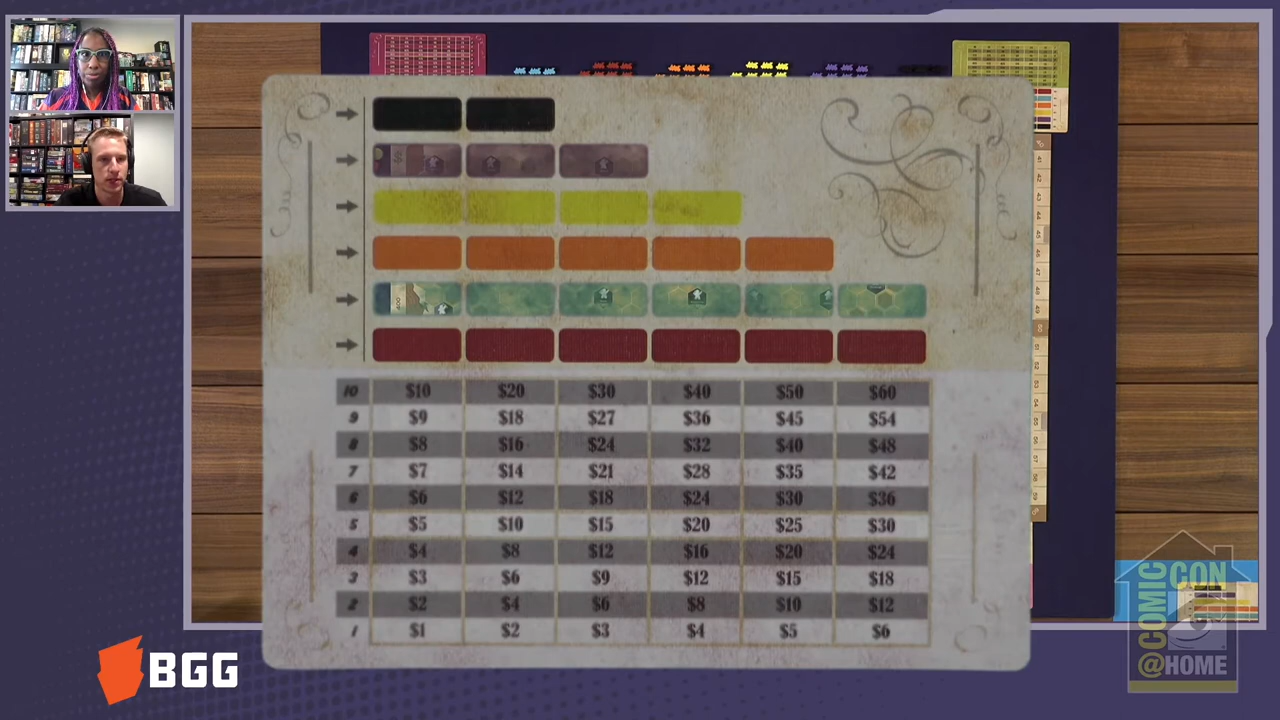 10 $10 $20 $30 $40 $50 $60
9 $9 $18 $27 $36 $45 $54
8 $8 $16 $24 $32 $40 $48
7 $7 $14 $21 $28 $35 $42
6 $6 $12 $18 $24 $30 $36
5 $5 $10 $15 $20 $25 $30
4 $4 $8 $12 $16 $20 $24
3 $3 $6 $9 $12 $15 $18
2 $2 $4 $6 $8 $10 $12
1 $1 $2 $3 $4 $5 $6
BGG
COMIC
CON
@HOME